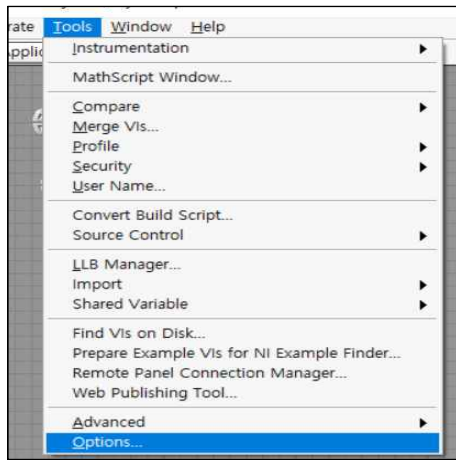 rate Tools Window Help
Applic
Instrumentation
MathScript Window...
Compare
Merge VIs...
Profile
Security
User Name...
Convert Build Script...
Source Control
LLB Manager...
Import
Shared Variable
Find VIs on Disk...
Prepare Example VIs for NI Example Finder...
Remote Panel Connection Manager...
Web Publishing Tool...
Advanced
Options...